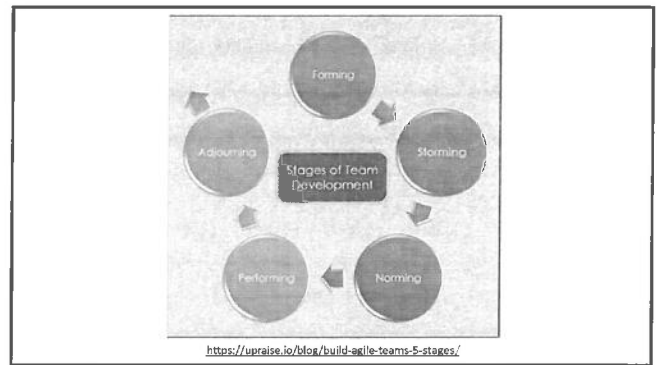 Forming
Storming
Norming
Performing
Adjourning
Stages of Team
Development
https://upraise.io/blog/build-agile-teams-5-stages/